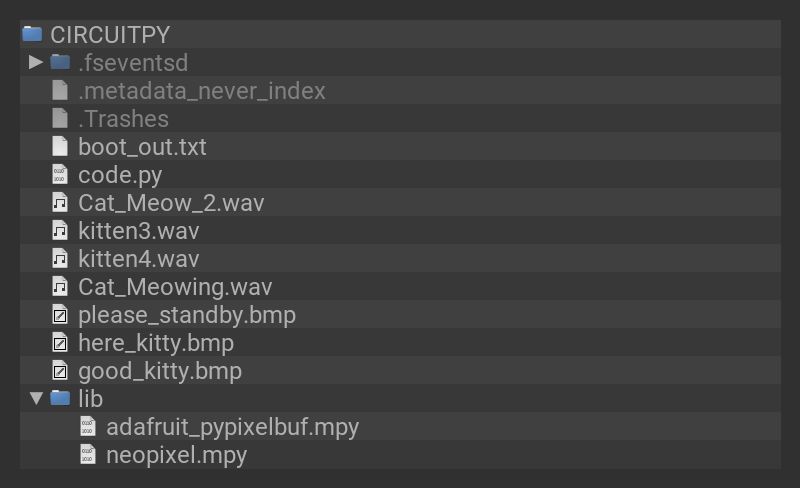 CIRCUITPY
.fseventsd
.metadata_never_index
.Trashes
boot_out.txt
code.py
Cat_Meow_2.wav
kitten3.wav
kitten4.wav
Cat_Meowing.wav
please_standby.bmp
here_kitty.bmp
good_kitty.bmp
lib
adafruit_pypixelbuf.mpy
neopixel.mpy